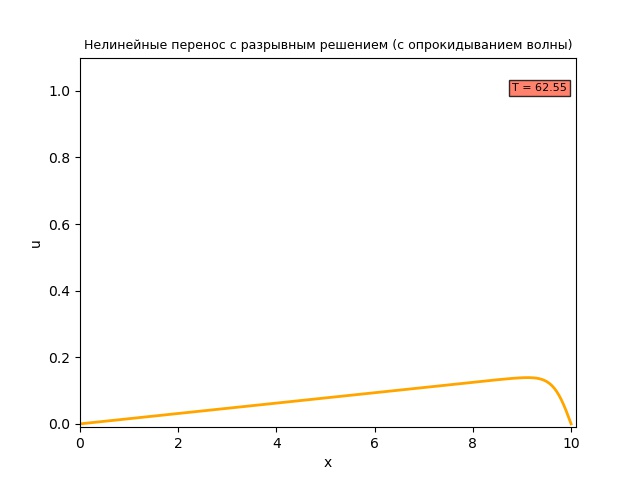 Нелинейные перенос с разрывным решением (с опрокидыванием волны)
T = 62.55
1.0
0.8
0.6
0.4
0.2
0.0
u
0 2 4 6 8 10
x